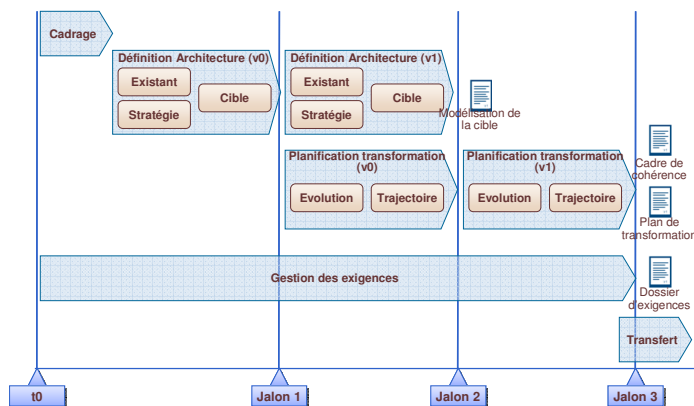 Cadrage
Définition Architecture (v0)
Existant
Stratégie
Cible
Définition Architecture (v1)
Existant
Stratégie
Cible
Modélisation de
la cible
Planification transformation
(v0)
Evolution
Trajectoire
Planification transformation
(v1)
Evolution
Trajectoire
Cadre de
cohérence
Plan de
transformation
Gestion des exigences
Dossier
d'exigences
Transfert
t0
Jalon 1
Jalon 2
Jalon 3